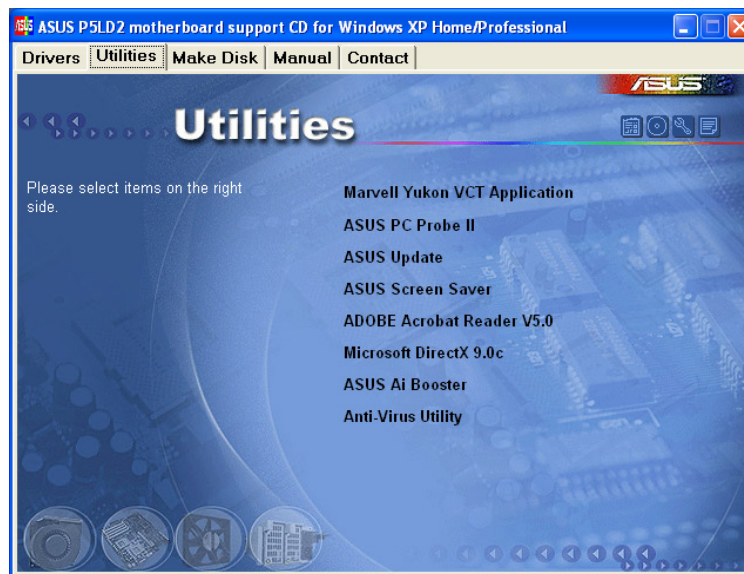 ASUS P5LD2 motherboard support CD for Windows XP Home/Professional
Drivers Utilities Make Disk Manual Contact
ASUS
Utilities
Please select items on the right
side.
Marvell Yukon VCT Application
ASUS PC Probe II
ASUS Update
ASUS Screen Saver
ADOBE Acrobat Reader V5.0
Microsoft DirectX 9.0c
ASUS Ai Booster
Anti-Virus Utility